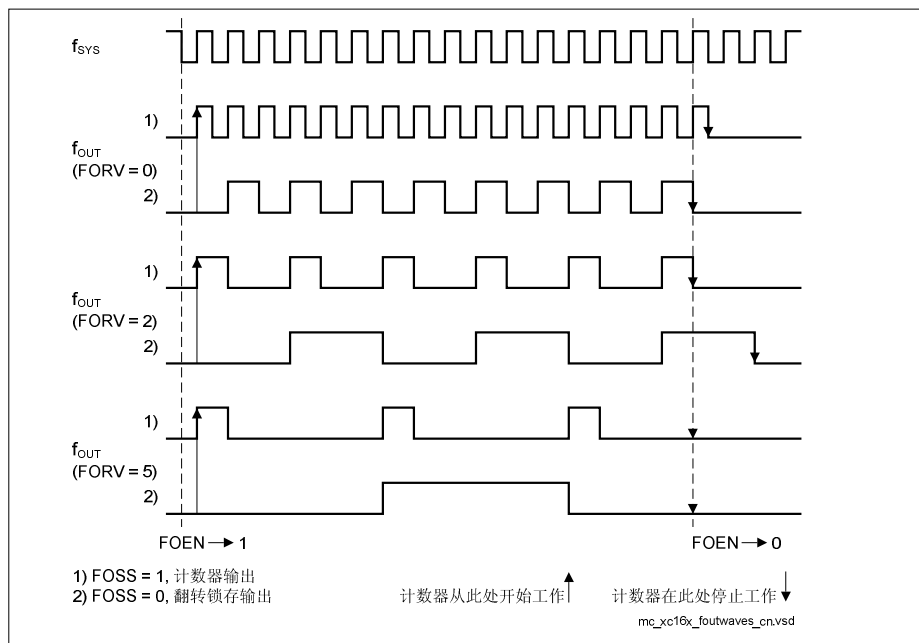 fSYS
1)
fOUT
(FORV = 0)
2)
1)
fOUT
(FORV = 2)
2)
1)
fOUT
(FORV = 5)
2)
FOEN → 1
FOEN → 0
1) FOSS = 1, 计数器输出
2) FOSS = 0, 翻转锁存输出
计数器从此处开始工作
计数器在此处停止工作
mc_xc16x_foutwaves_cn.vsd